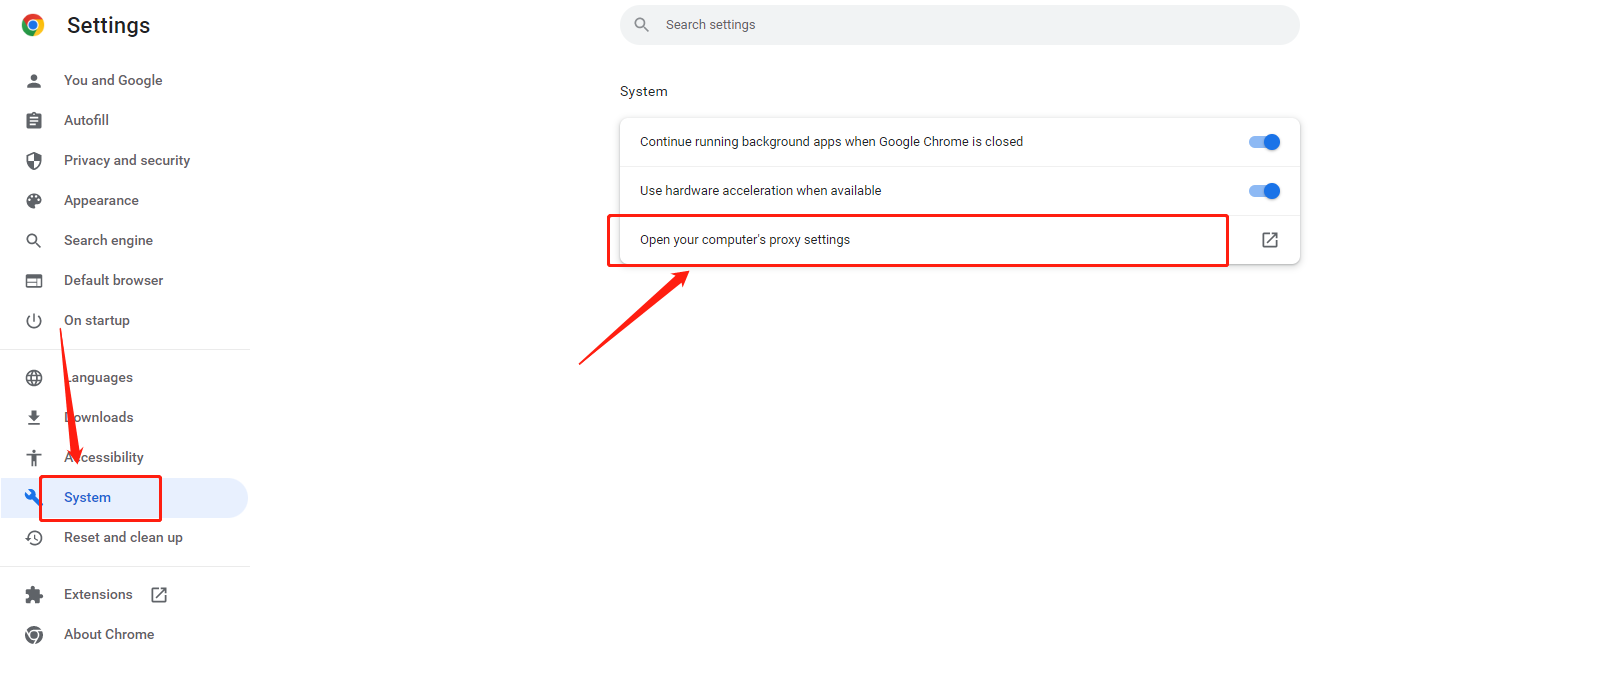 Settings
Search settings
You and Google
Autofill
Privacy and security
Appearance
Search engine
Default browser
On startup
Languages
Downloads
Accessibility
System
Reset and clean up
Extensions
About Chrome
System
Continue running background apps when Google Chrome is closed
Use hardware acceleration when available
Open your computer's proxy settings